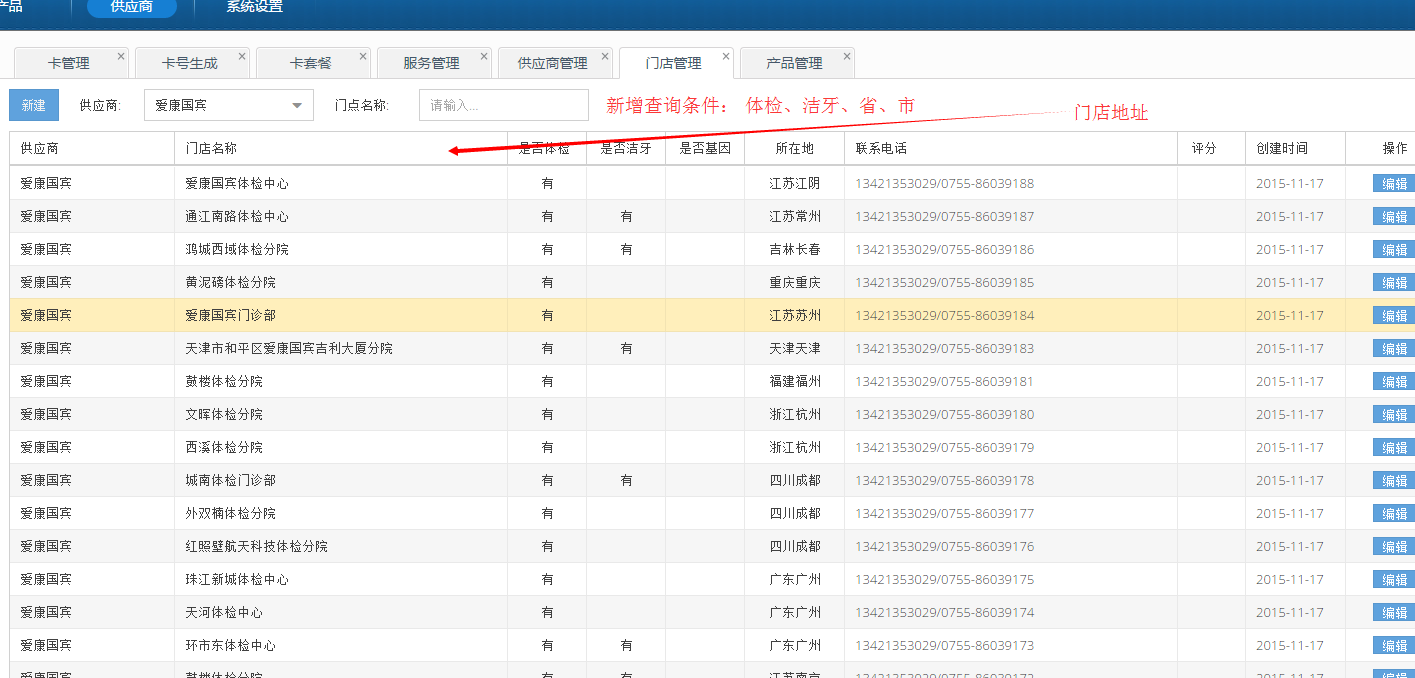 产品 供应商 系统设置
卡管理 × 卡号生成 × 卡套餐 × 服务管理 × 供应商管理 × 门店管理 × 产品管理 ×
新建 供应商: 爱康国宾 门点名称: 请输入... 新增查询条件： 体检、洁牙、省、市 门店地址
供应商 门店名称 是否体检 是否洁牙 是否基因 所在地 联系电话 评分 创建时间 操作
爱康国宾 爱康国宾体检中心 有 江苏江阴 13421353029/0755-86039188 2015-11-17 编辑
爱康国宾 通江南路体检中心 有 有 江苏常州 13421353029/0755-86039187 2015-11-17 编辑
爱康国宾 鸿城西域体检分院 有 有 吉林长春 13421353029/0755-86039186 2015-11-17 编辑
爱康国宾 黄泥磅体检分院 有 重庆重庆 13421353029/0755-86039185 2015-11-17 编辑
爱康国宾 爱康国宾门诊部 有 江苏苏州 13421353029/0755-86039184 2015-11-17 编辑
爱康国宾 天津市和平区爱康国宾吉利大厦分院 有 有 天津天津 13421353029/0755-86039183 2015-11-17 编辑
爱康国宾 鼓楼体检分院 有 福建福州 13421353029/0755-86039181 2015-11-17 编辑
爱康国宾 文晖体检分院 有 浙江杭州 13421353029/0755-86039180 2015-11-17 编辑
爱康国宾 西溪体检分院 有 浙江杭州 13421353029/0755-86039179 2015-11-17 编辑
爱康国宾 城南体检门诊部 有 有 四川成都 13421353029/0755-86039178 2015-11-17 编辑
爱康国宾 外双楠体检分院 有 四川成都 13421353029/0755-86039177 2015-11-17 编辑
爱康国宾 红照壁航天科技体检分院 有 四川成都 13421353029/0755-86039176 2015-11-17 编辑
爱康国宾 珠江新城体检中心 有 广东广州 13421353029/0755-86039175 2015-11-17 编辑
爱康国宾 天河体检中心 有 广东广州 13421353029/0755-86039174 2015-11-17 编辑
爱康国宾 环市东体检中心 有 有 广东广州 13421353029/0755-86039173 2015-11-17 编辑
爱康国宾 鼓楼体检分院 有 有 江苏南京 13421353029/0755-86039172 2015-11-17 编辑